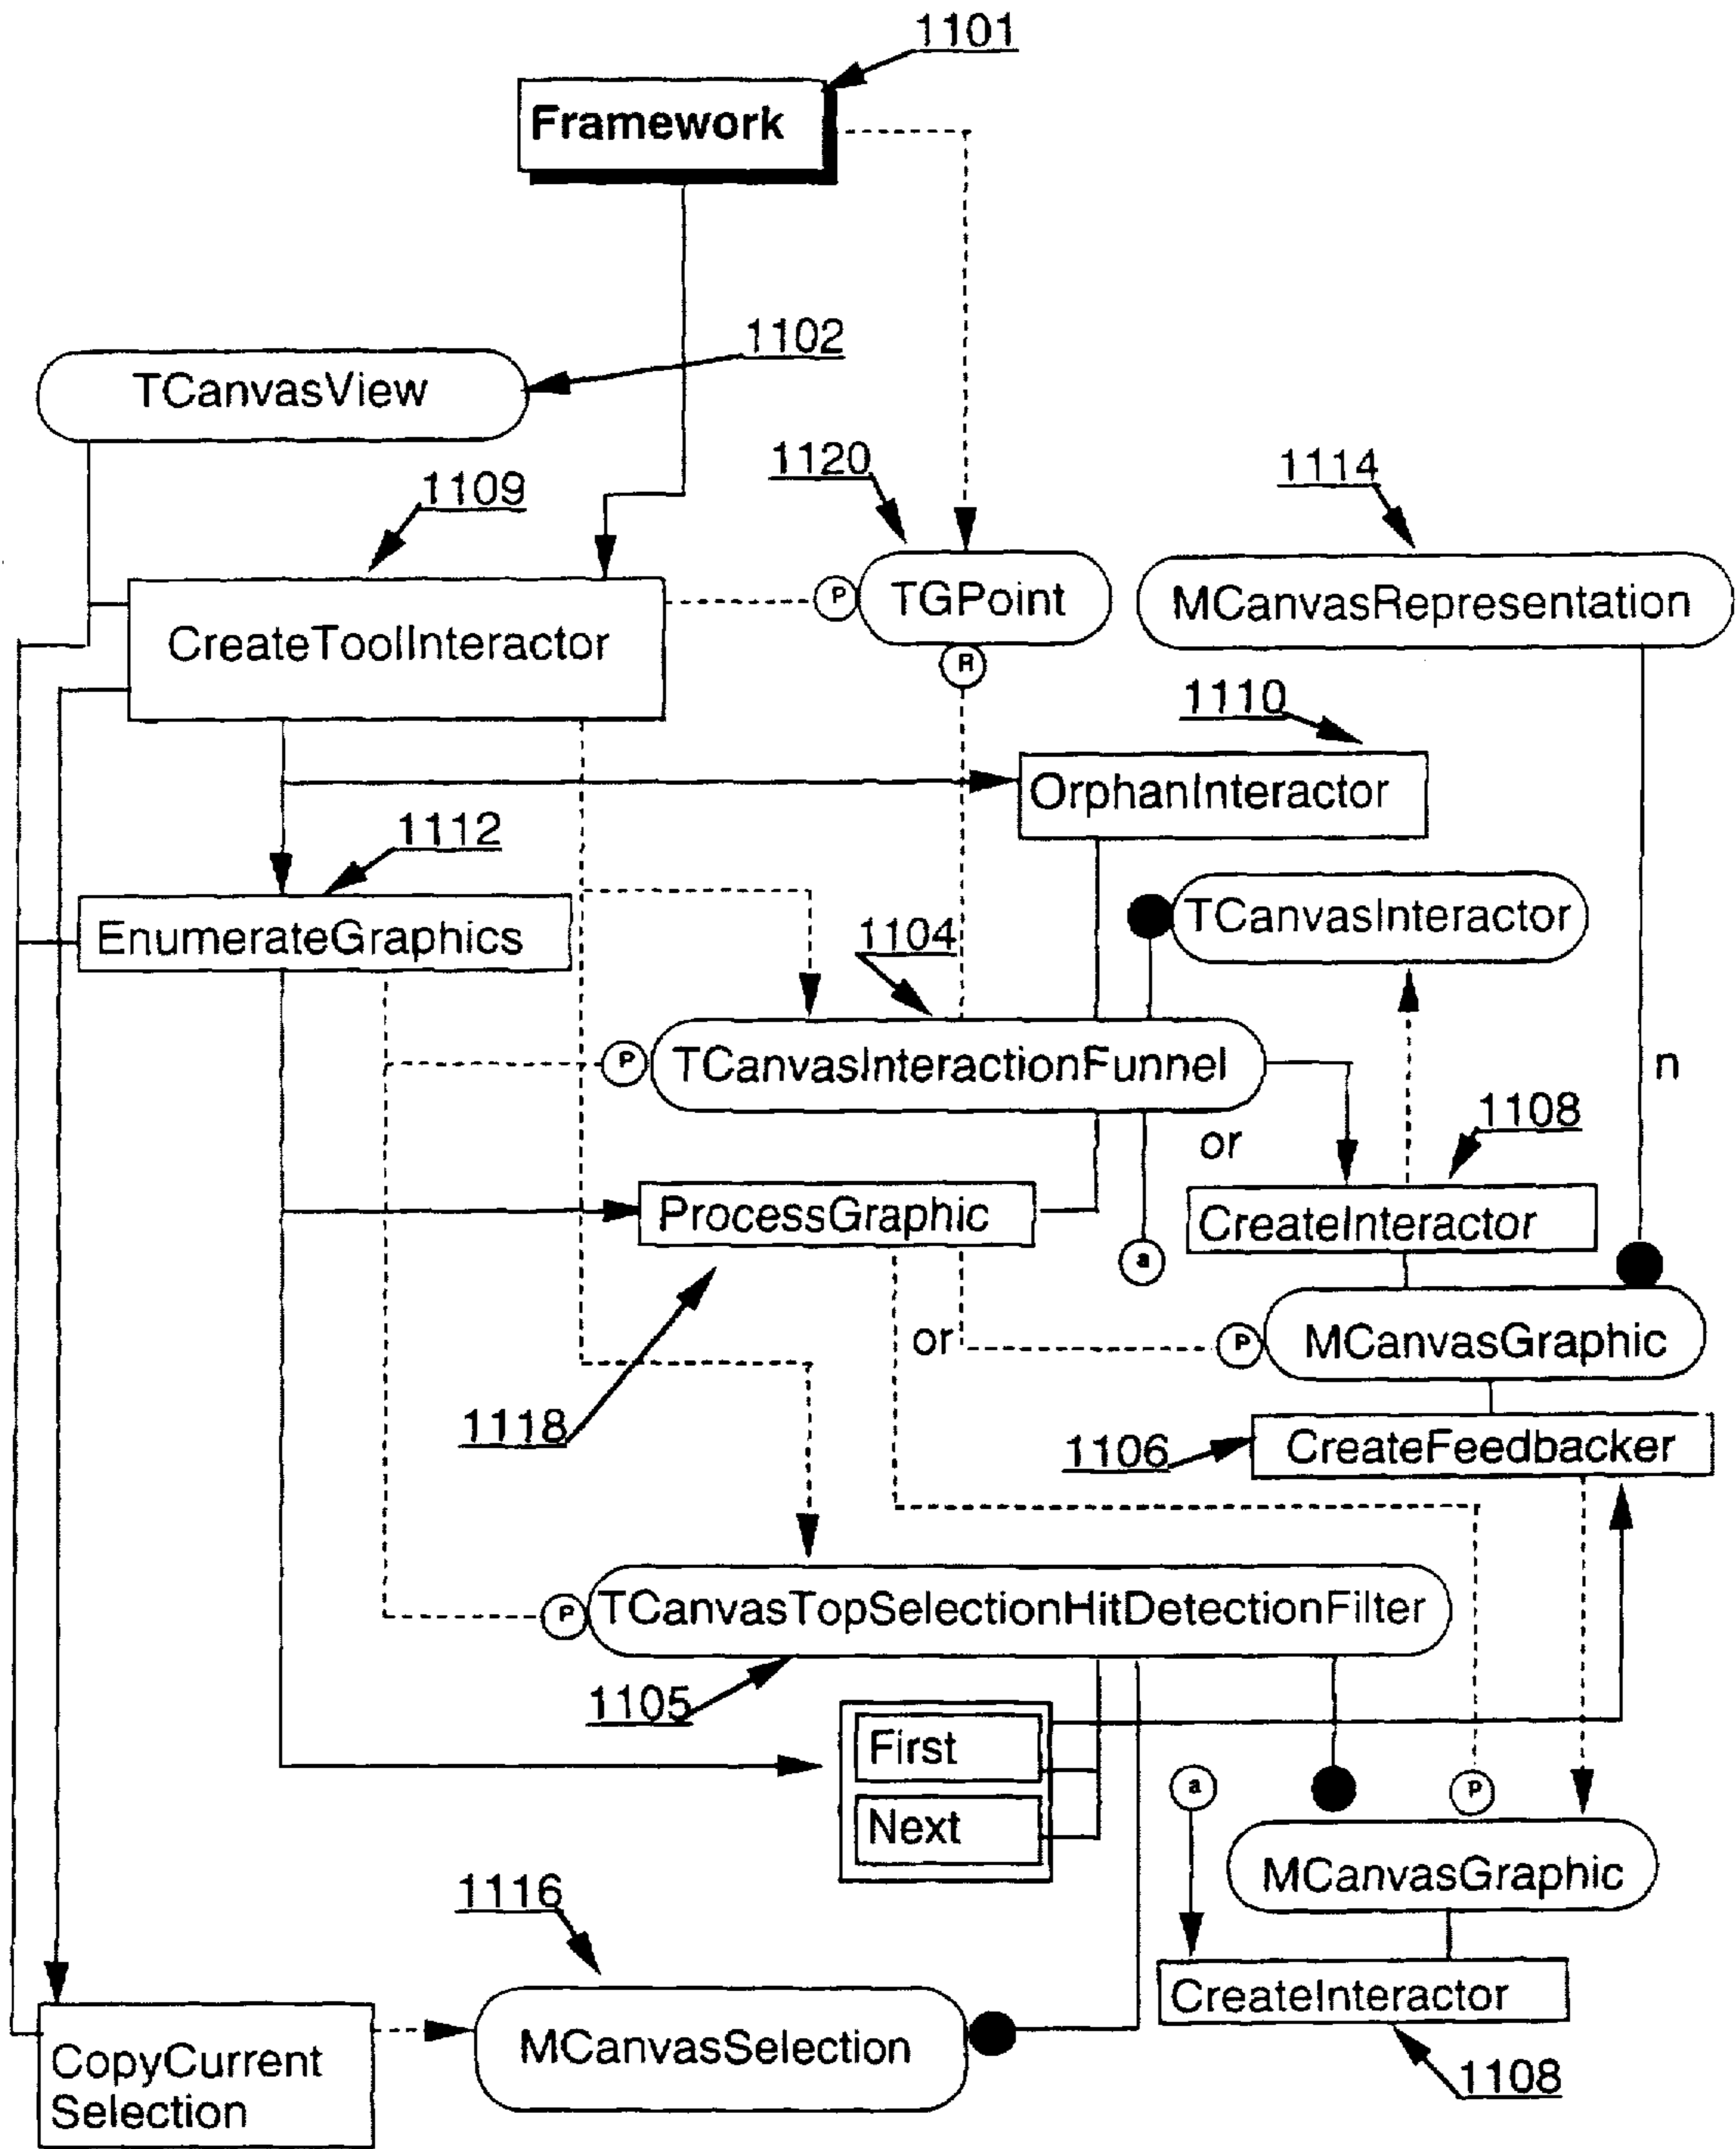 1101
Framework
1102
TCanvasView
1120
1114
1109
P
TGPoint
MCanvasRepresentation
CreateToolInteractor
R
1110
OrphanInteractor
1112
TCanvasInteractor
EnumerateGraphics
1104
P
TCanvasInteractionFunnel
n
1108
or
ProcessGraphic
CreateInteractor
a
or
P
MCanvasGraphic
1118
1106
CreateFeedbacker
P
TCanvasTopSelectionHitDetectionFilter
1105
First
a
P
Next
MCanvasGraphic
1116
CreateInteractor
MCanvasSelection
CopyCurrent
Selection
1108